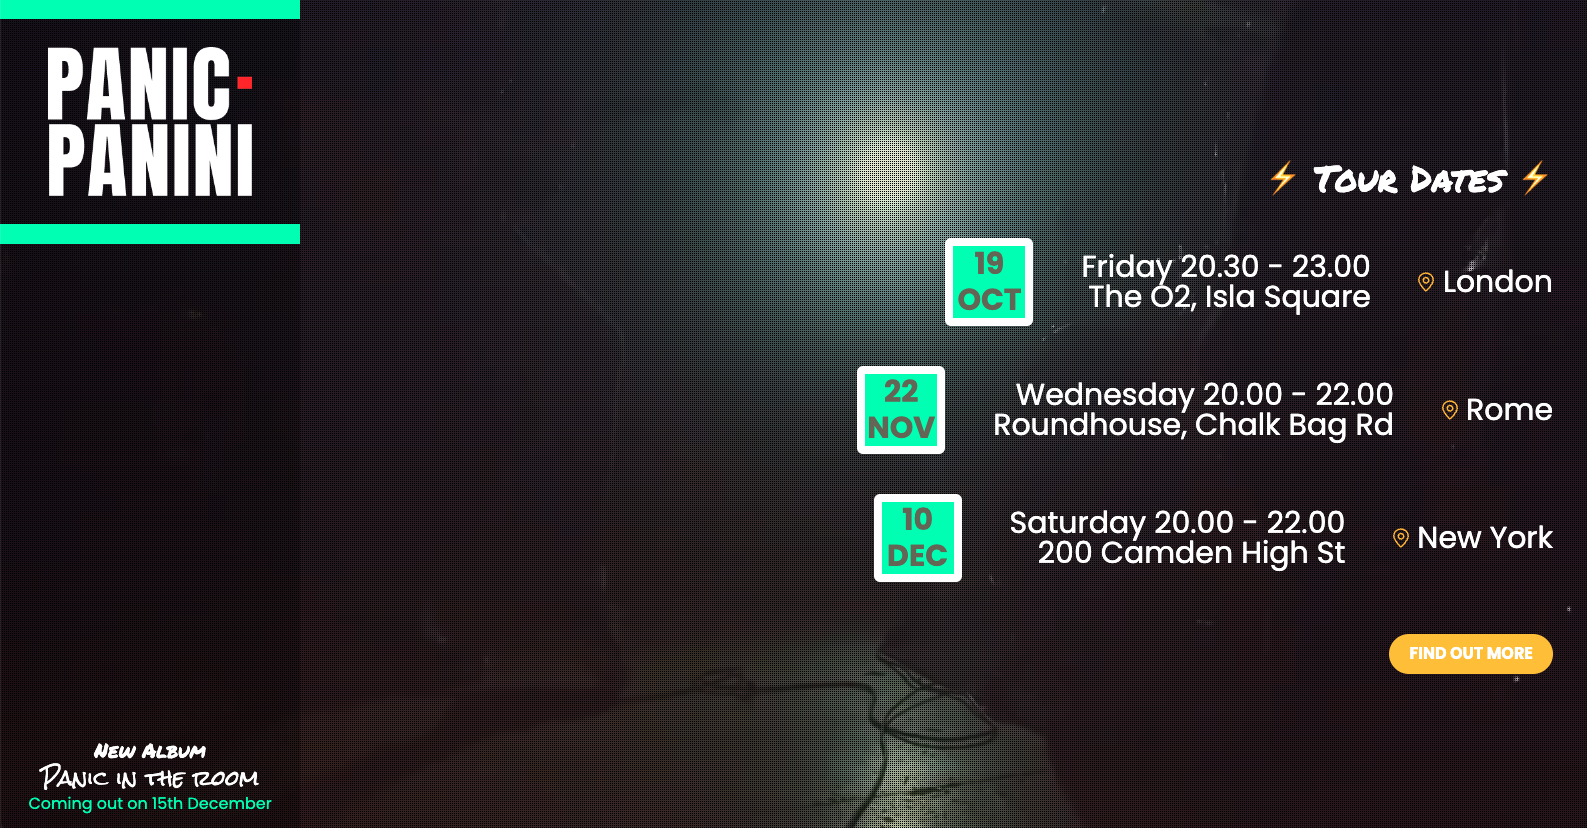 PANIC
PANINI
⚡ TOUR DATES ⚡
19
OCT
Friday 20.30 - 23.00
The O2, Isla Square
London
22
NOV
Wednesday 20.00 - 22.00
Roundhouse, Chalk Bag Rd
Rome
10
DEC
Saturday 20.00 - 22.00
200 Camden High St
New York
FIND OUT MORE
NEW ALBUM
PANIC IN THE ROOM
Coming out on 15th December